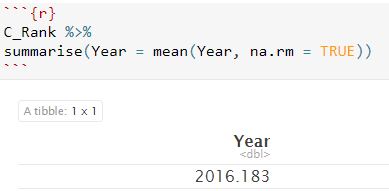 ```{r}
C_Rank %>%
summarise(Year = mean(Year, na.rm = TRUE))
```
A tibble: 1 x 1
Year
<dbl>
2016.183